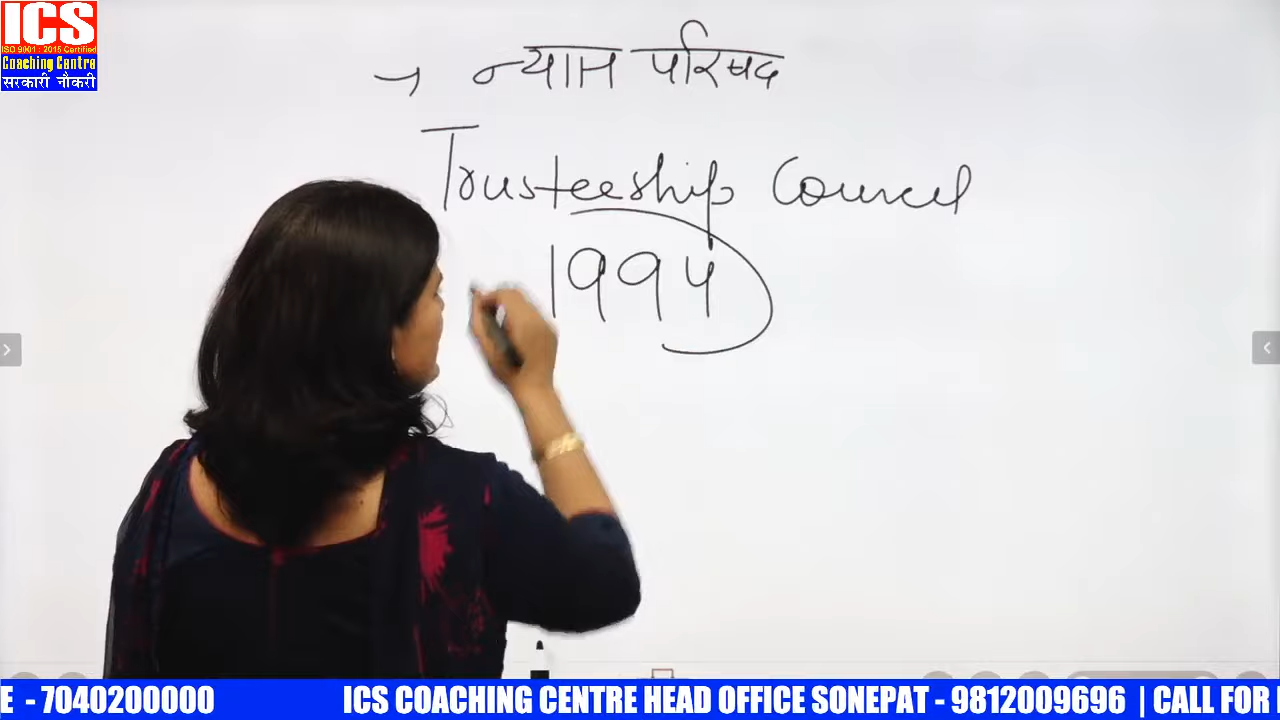 ICS
ISO 9001 : 2015 Certified
Coaching Centre
सरकारी नौकरी
→ न्यास परिषद
Trusteeship Council
1994
E - 7040200000 ICS COACHING CENTRE HEAD OFFICE SONEPAT - 9812009696 | CALL FOR